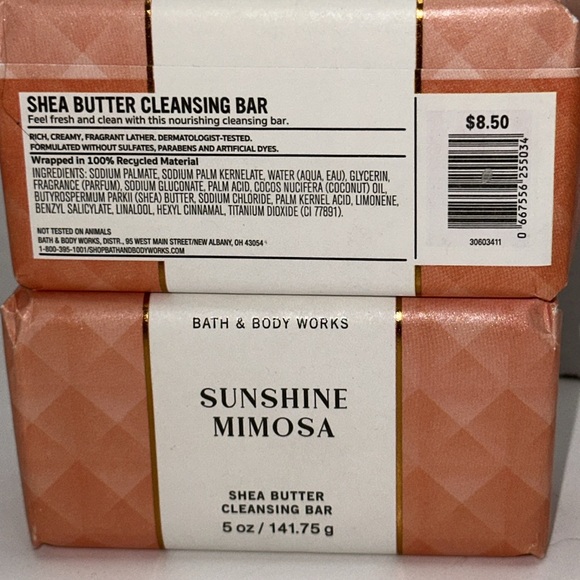 SHEA BUTTER CLEANSING BAR
Feel fresh and clean with this nourishing cleansing bar.
RICH, CREAMY, FRAGRANT LATHER. DERMATOLOGIST-TESTED.
FORMULATED WITHOUT SULFATES, PARABENS AND ARTIFICIAL DYES.
Wrapped in 100% Recycled Material
INGREDIENTS: SODIUM PALMATE, SODIUM PALM KERNELATE, WATER (AQUA, EAU), GLYCERIN,
FRAGRANCE (PARFUM), SODIUM GLUCONATE, PALM ACID, COCOS NUCIFERA (COCONUT) OIL,
BUTYROSPERMUM PARKII (SHEA) BUTTER, SODIUM CHLORIDE, PALM KERNEL ACID, LIMONENE,
BENZYL SALICYLATE, LINALOOL, HEXYL CINNAMAL, TITANIUM DIOXIDE (CI 77891).
NOT TESTED ON ANIMALS
BATH & BODY WORKS, DISTR., 95 WEST MAIN STREET/NEW ALBANY, OH 43054
1-800-395-1001/SHOPBATHANDBODYWORKS.COM
$8.50
0 667556 255034
30603411
BATH & BODY WORKS
SUNSHINE
MIMOSA
SHEA BUTTER
CLEANSING BAR
5 oz / 141.75 g